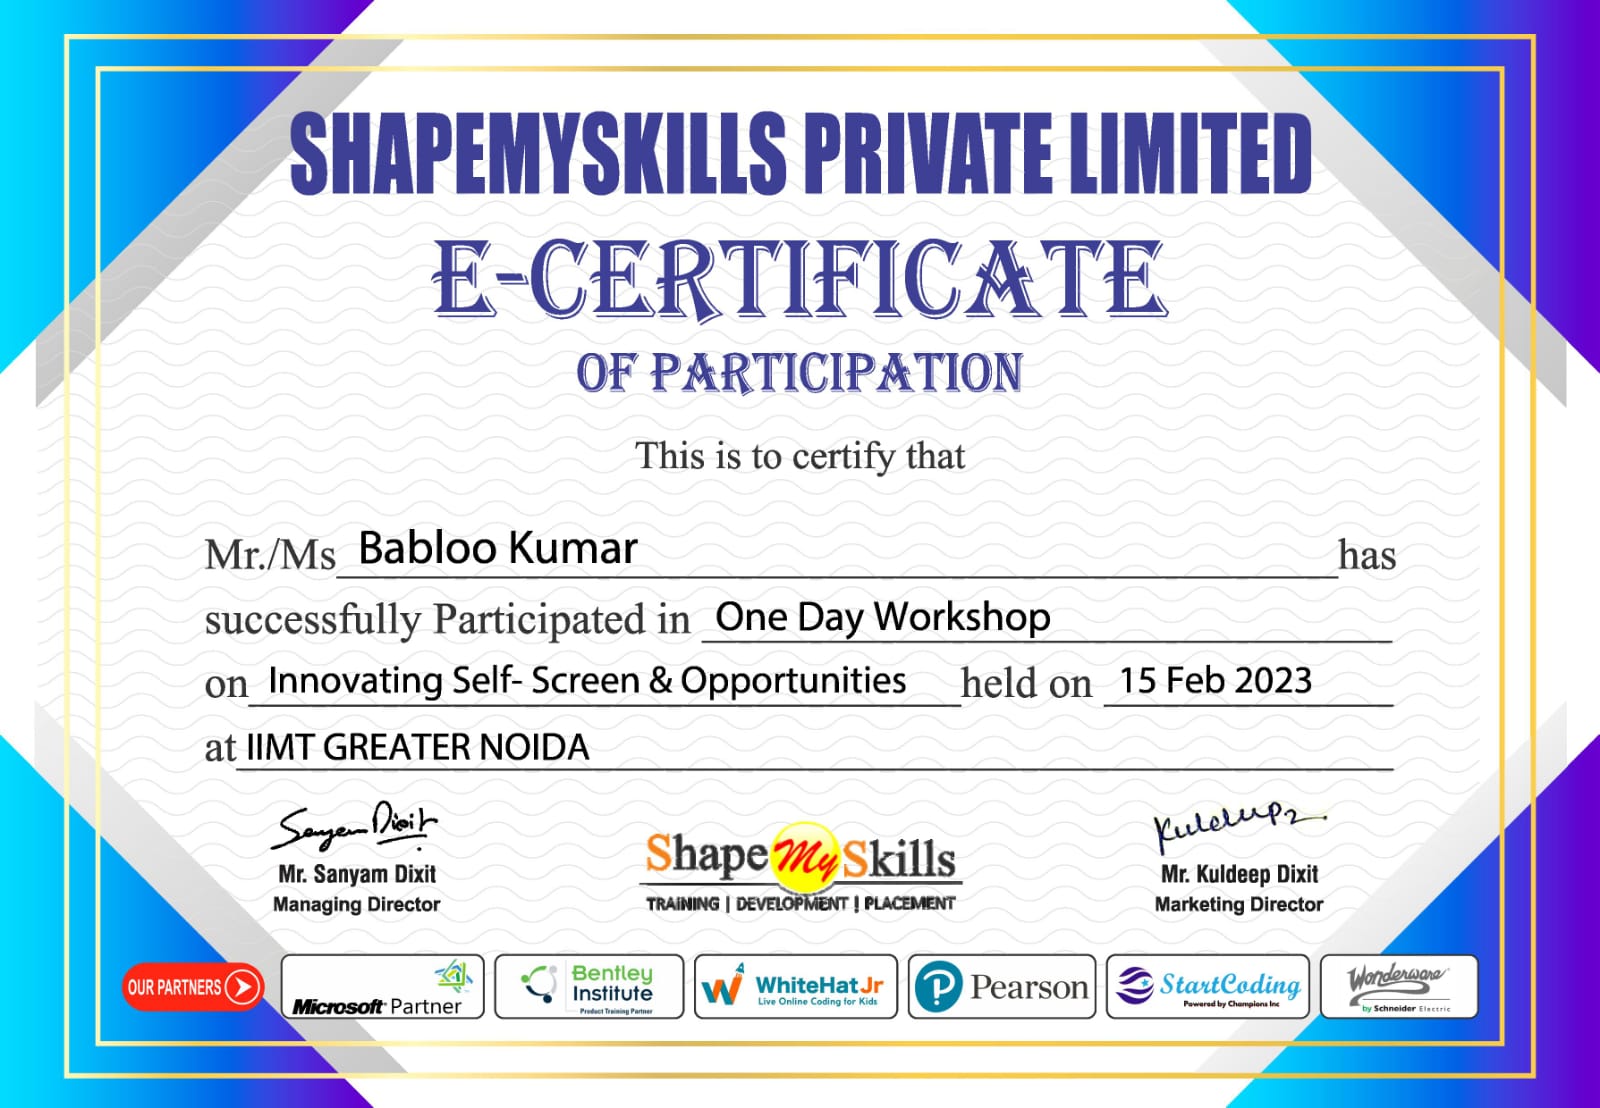 SHAPEMYSKILLS PRIVATE LIMITED
E-CERTIFICATE
OF PARTICIPATION
This is to certify that
Mr./Ms Babloo Kumar has
successfully Participated in One Day Workshop
on Innovating Self- Screen & Opportunities held on 15 Feb 2023
at IIMT GREATER NOIDA
Sanyam Dixit
Kuldeep
Mr. Sanyam Dixit
Managing Director
ShapeMySkills
TRAINING | DEVELOPMENT | PLACEMENT
Mr. Kuldeep Dixit
Marketing Director
OUR PARTNERS
Microsoft Partner
Bentley
Institute
Product Training Partner
WhiteHat Jr
Live Online Coding for Kids
Pearson
StartCoding
Powered by Champions Inc
Wonderware
by Schneider Electric